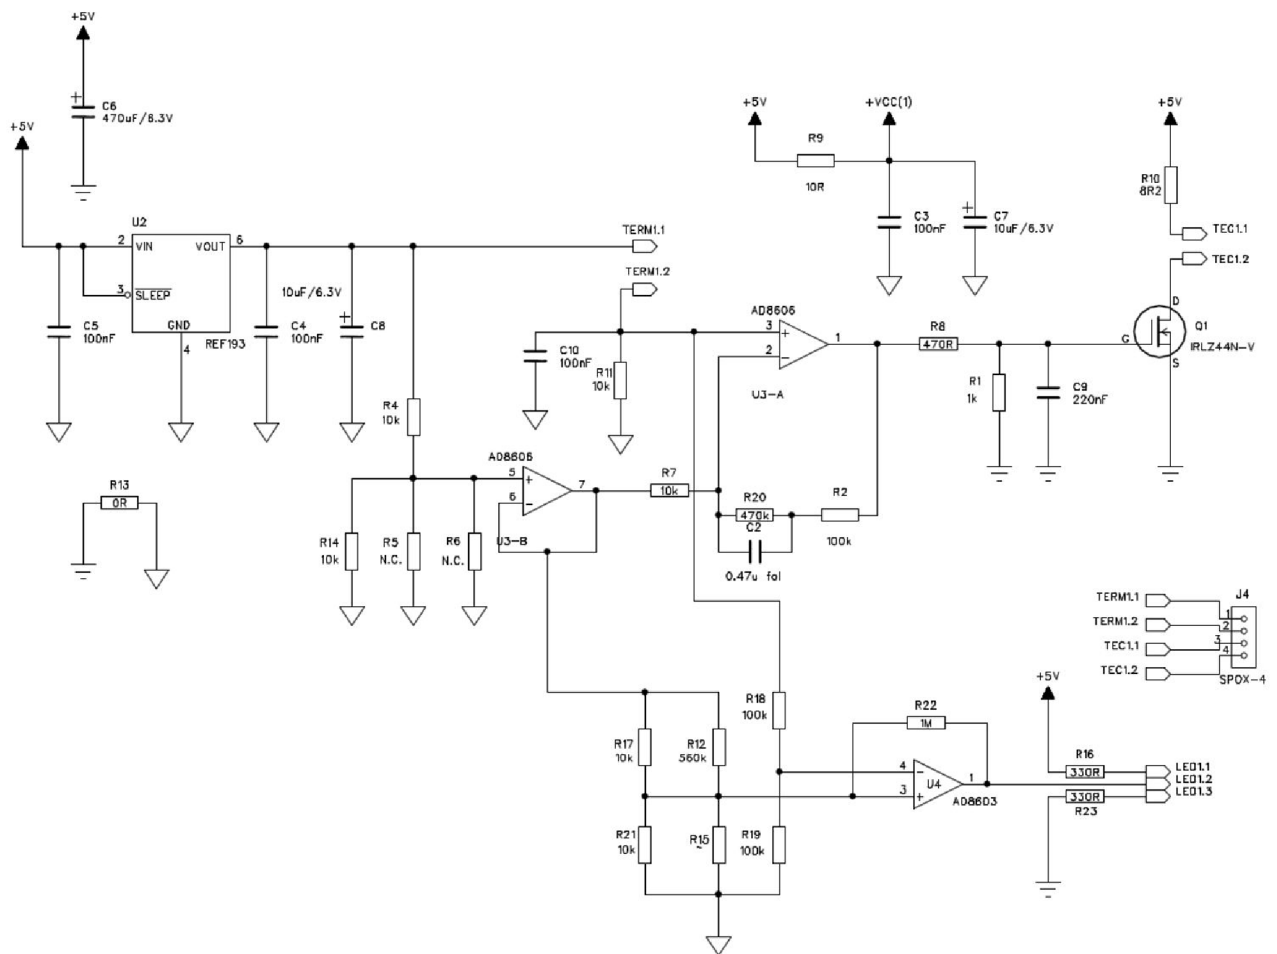 +5V
C6
470uF/6.3V
+5V
U2
2
VIN
VOUT
6
3
SLEEP
GND
4
REF193
C5
100nF
C4
100nF
10uF/6.3V
C8
TERM1.1
TERM1.2
+5V
R9
10R
+VCC(1)
C3
100nF
C7
10uF/6.3V
+5V
R10
8R2
TEC1.1
TEC1.2
C10
100nF
R11
10k
AD8606
3
2
1
U3-A
R8
470R
R1
1k
C9
220nF
G
D
S
Q1
IRLZ44N-V
R4
10k
R13
0R
R14
10k
R5
N.C.
R6
N.C.
AD8606
5
6
7
U3-B
R7
10k
R20
470k
C2
0.47u fol
R2
100k
TERM1.1
TERM1.2
TEC1.1
TEC1.2
J4
1
2
3
4
SPOX-4
R17
10k
R12
560k
R18
100k
R21
10k
R15
~
R19
100k
R22
1M
4
3
1
U4
AD8603
+5V
R16
330R
330R
R23
LED1.1
LED1.2
LED1.3